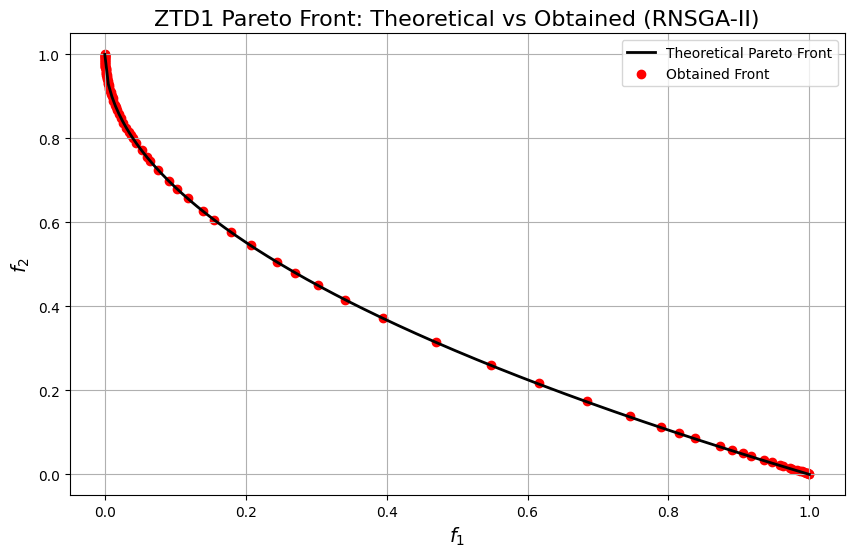 ZTD1 Pareto Front: Theoretical vs Obtained (RNSGA-II)
Theoretical Pareto Front
Obtained Front
1.0
0.8
0.6
0.4
0.2
0.0
f₂
0.0 0.2 0.4 0.6 0.8 1.0
f₁